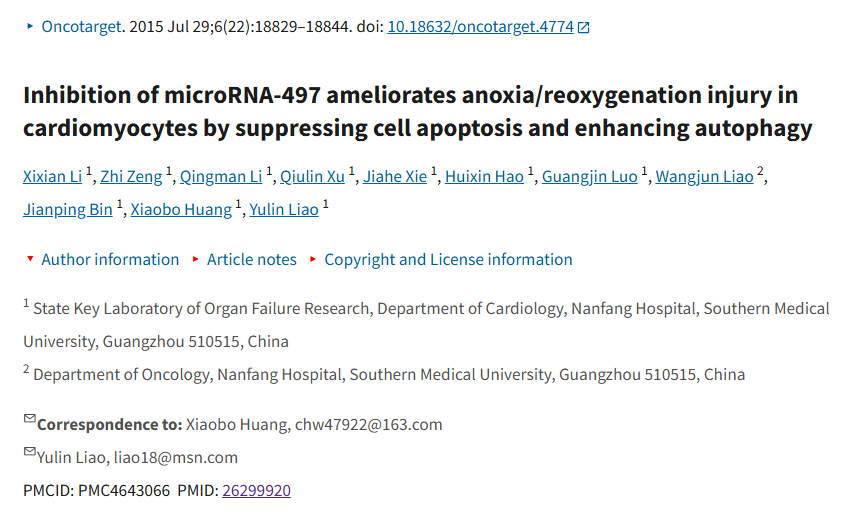 Oncotarget. 2015 Jul 29;6(22):18829–18844. doi: 10.18632/oncotarget.4774
Inhibition of microRNA-497 ameliorates anoxia/reoxygenation injury in
cardiomyocytes by suppressing cell apoptosis and enhancing autophagy
Xixian Li 1, Zhi Zeng 1, Qingman Li 1, Qiulin Xu 1, Jiahe Xie 1, Huixin Hao 1, Guangjin Luo 1, Wangjun Liao 2,
Jianping Bin 1, Xiaobo Huang 1, Yulin Liao 1
Author information Article notes Copyright and License information
1 State Key Laboratory of Organ Failure Research, Department of Cardiology, Nanfang Hospital, Southern Medical
University, Guangzhou 510515, China
2 Department of Oncology, Nanfang Hospital, Southern Medical University, Guangzhou 510515, China
Correspondence to: Xiaobo Huang, chw47922@163.com
Yulin Liao, liao18@msn.com
PMCID: PMC4643066 PMID: 26299920